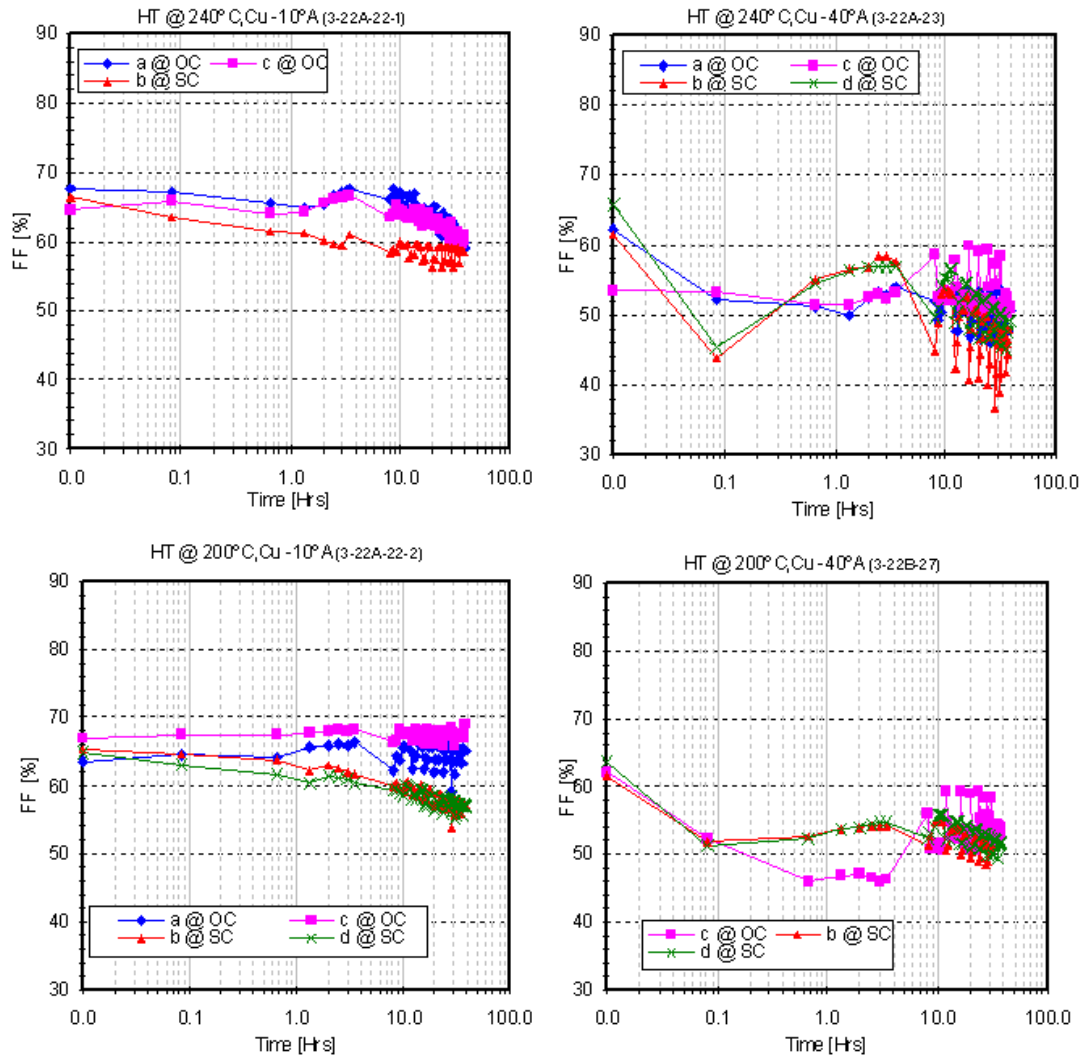 HT @ 240°C,Cu -10°A (3-22A-22-1)
90
80
70
60
50
40
30
FF [%]
a @ OC
c @ OC
b @ SC
0.0 0.1 1.0 10.0 100.0
Time [Hrs]
HT @ 240°C,Cu -40°A (3-22A-23)
90
80
70
60
50
40
30
FF [%]
a @ OC
c @ OC
b @ SC
d @ SC
0.0 0.1 1.0 10.0 100.0
Time [Hrs]
HT @ 200°C,Cu -10°A (3-22A-22-2)
90
80
70
60
50
40
30
FF [%]
a @ OC
c @ OC
b @ SC
d @ SC
0.0 0.1 1.0 10.0 100.0
Time [Hrs]
HT @ 200°C,Cu -40°A (3-22B-27)
90
80
70
60
50
40
30
FF [%]
c @ OC
b @ SC
d @ SC
0.0 0.1 1.0 10.0 100.0
Time [Hrs]